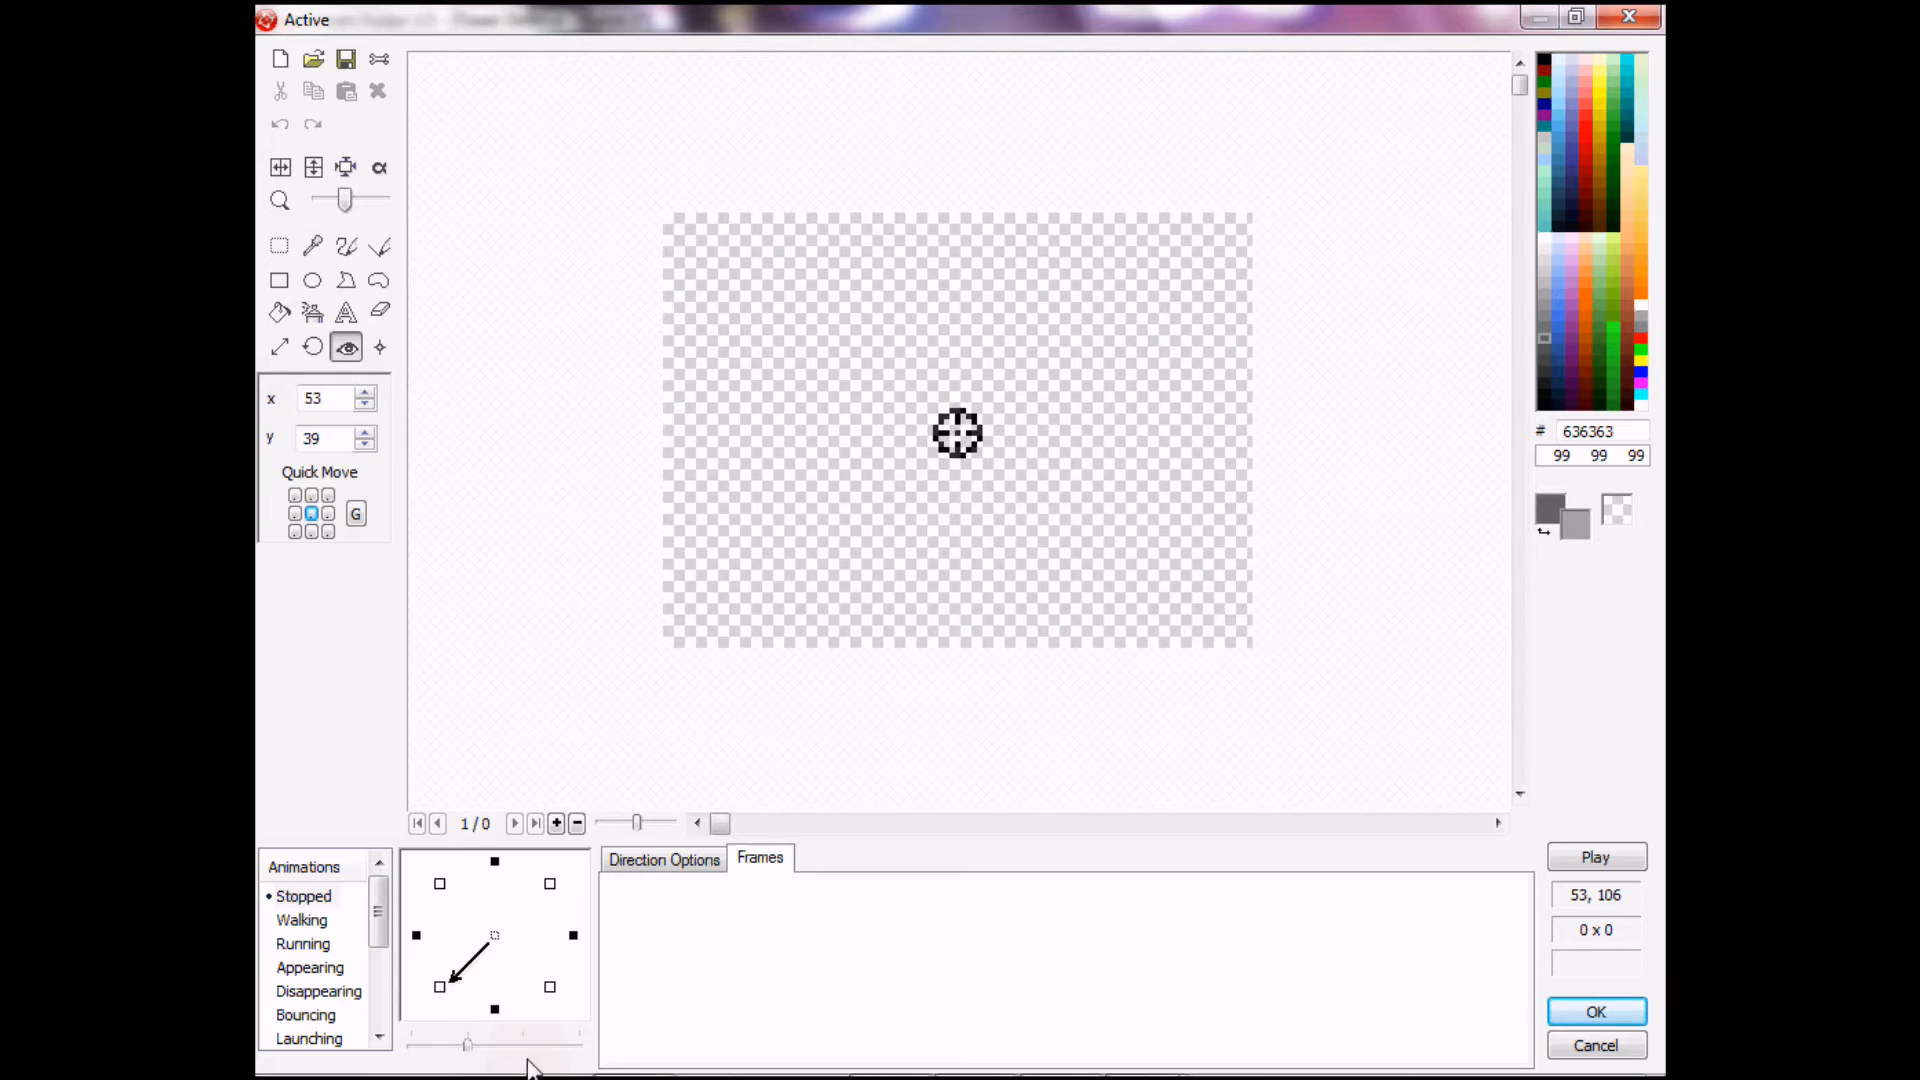 Active
x 53
y 39
Quick Move
G
# 636363
99 99 99
1 / 0
Animations
• Stopped
Walking
Running
Appearing
Disappearing
Bouncing
Launching
Direction Options
Frames
Play
53, 106
0 x 0
OK
Cancel